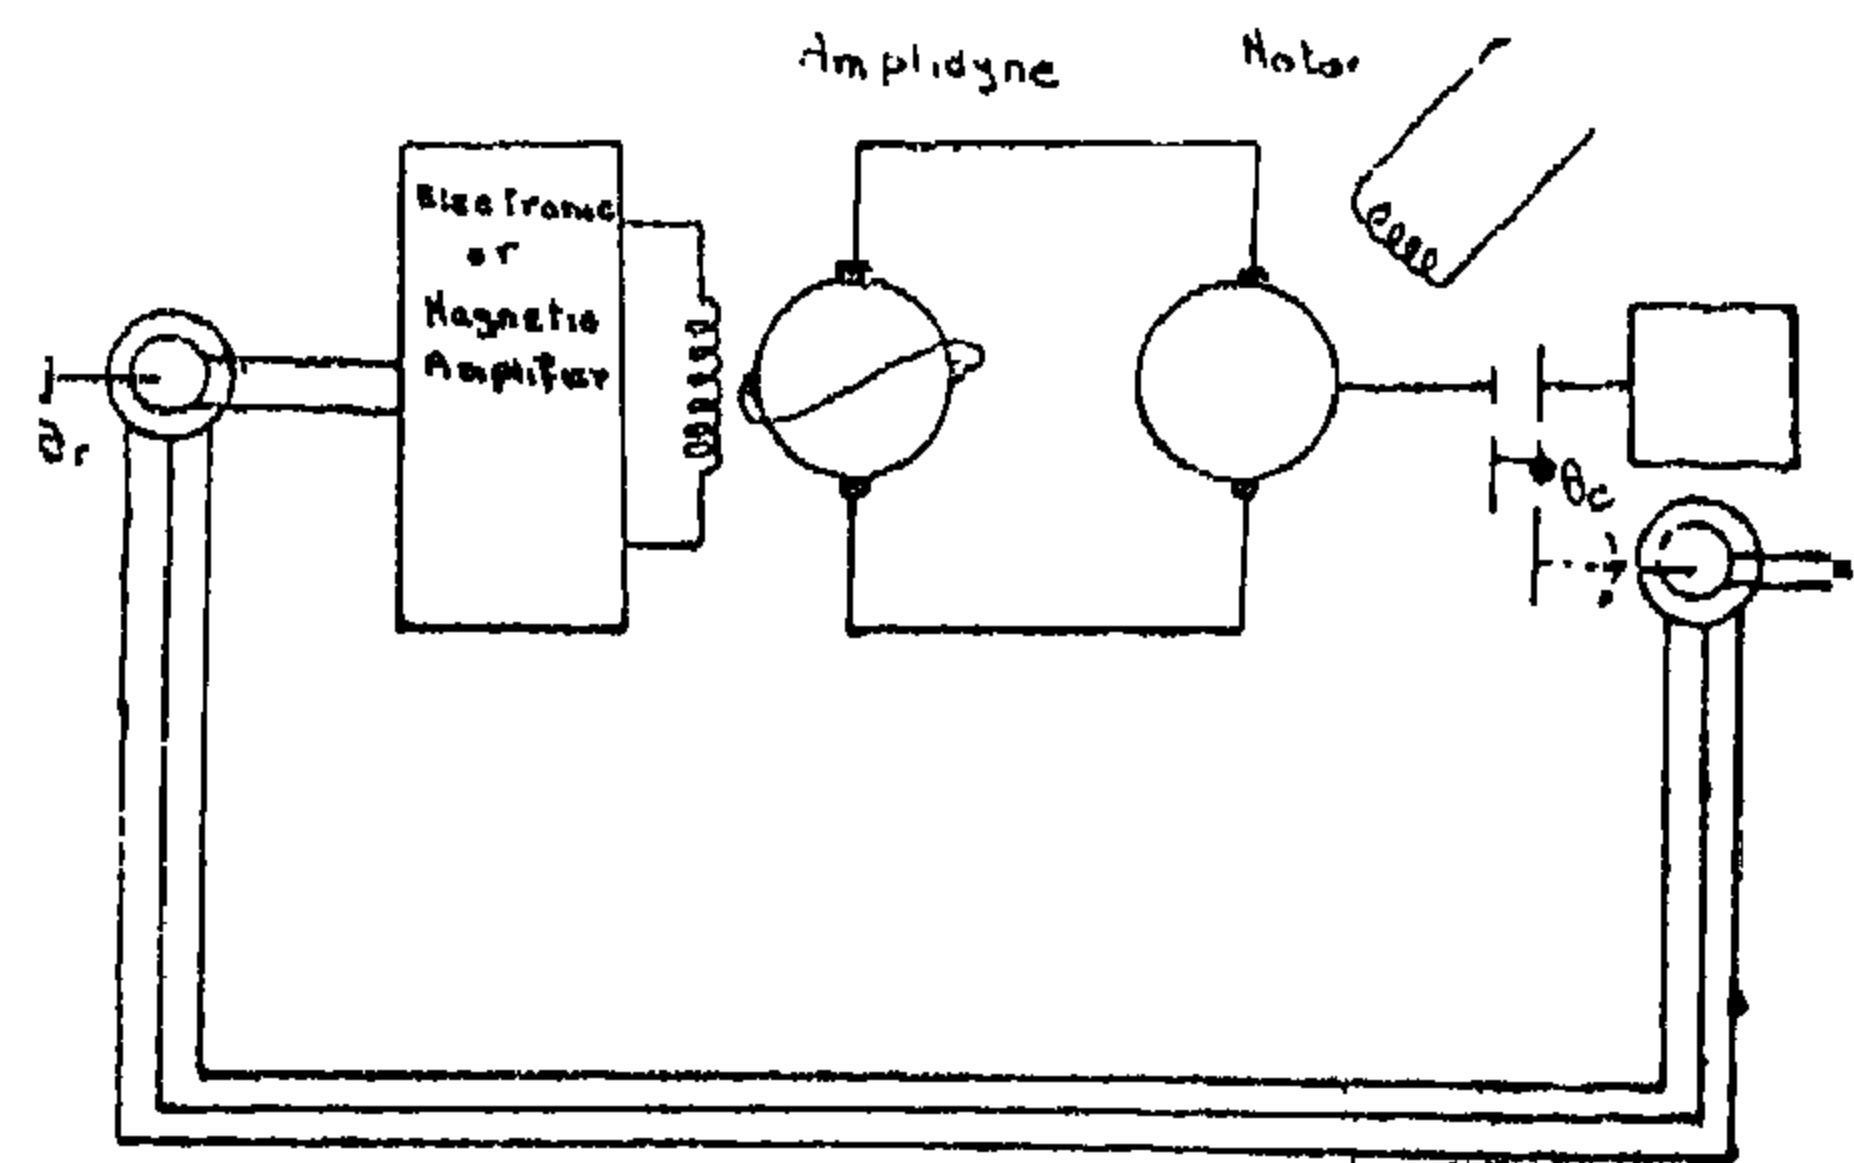 Amplidyne
Motor
Electronic
or
Magnetic
Amplifier
θr
θc